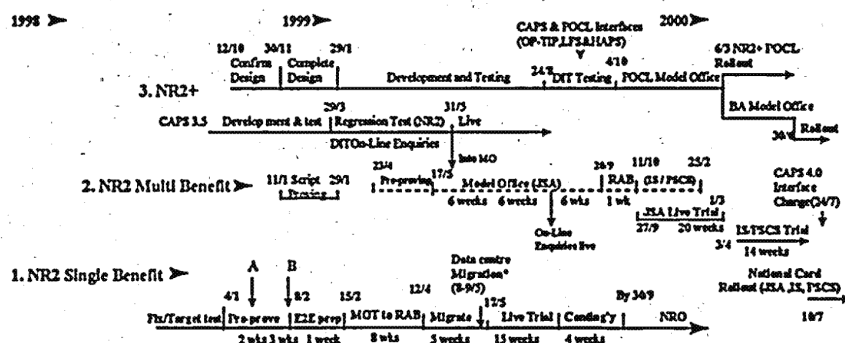 1998 1999 2000
CAPS & POCL Interfaces
(OP-TIP,LFS&HAPS)
12/10 30/11 29/1
Confirm Complete
Design Design
Development and Testing
24/8 DIT Testing 4/10 POCL Model Office
6/3 NR2+ POCL
Rollout
3. NR2+
BA Model Office
Rollout
29/3 31/5
CAPS 3.5 Development & test Regression Test (NR2) Live
DITOn-Line Enquiries
Into MO
2. NR2 Multi Benefit
11/1 Script 29/1
Proving
23/4 Pre-proving 17/5 Model Office (JSA)
6 weeks 6 weeks 6 wks
RAB 11/10 (IS / PSCS) 25/2
1 wk
On-Line
Enquiries live
JSA Live Trial 1/3
27/9 20 weeks
3/4 IS/PSCS Trial
14 weeks
CAPS 4.0
Interface
Change(24/7)
1. NR2 Single Benefit
A B
Data centre
Migration*
(8-9/5)
4/1 8/2 15/2 12/4 12/5 By 30/9
Fix/Target test Pre-prove E2E prep MOT to RAB Migrate Live Trial Conting'y NRO
2 wks 3 wks 1 week 8 wks 5 weeks 15 weeks 4 weeks
National Card
Rollout (JSA, IS, PSCS)
10/7